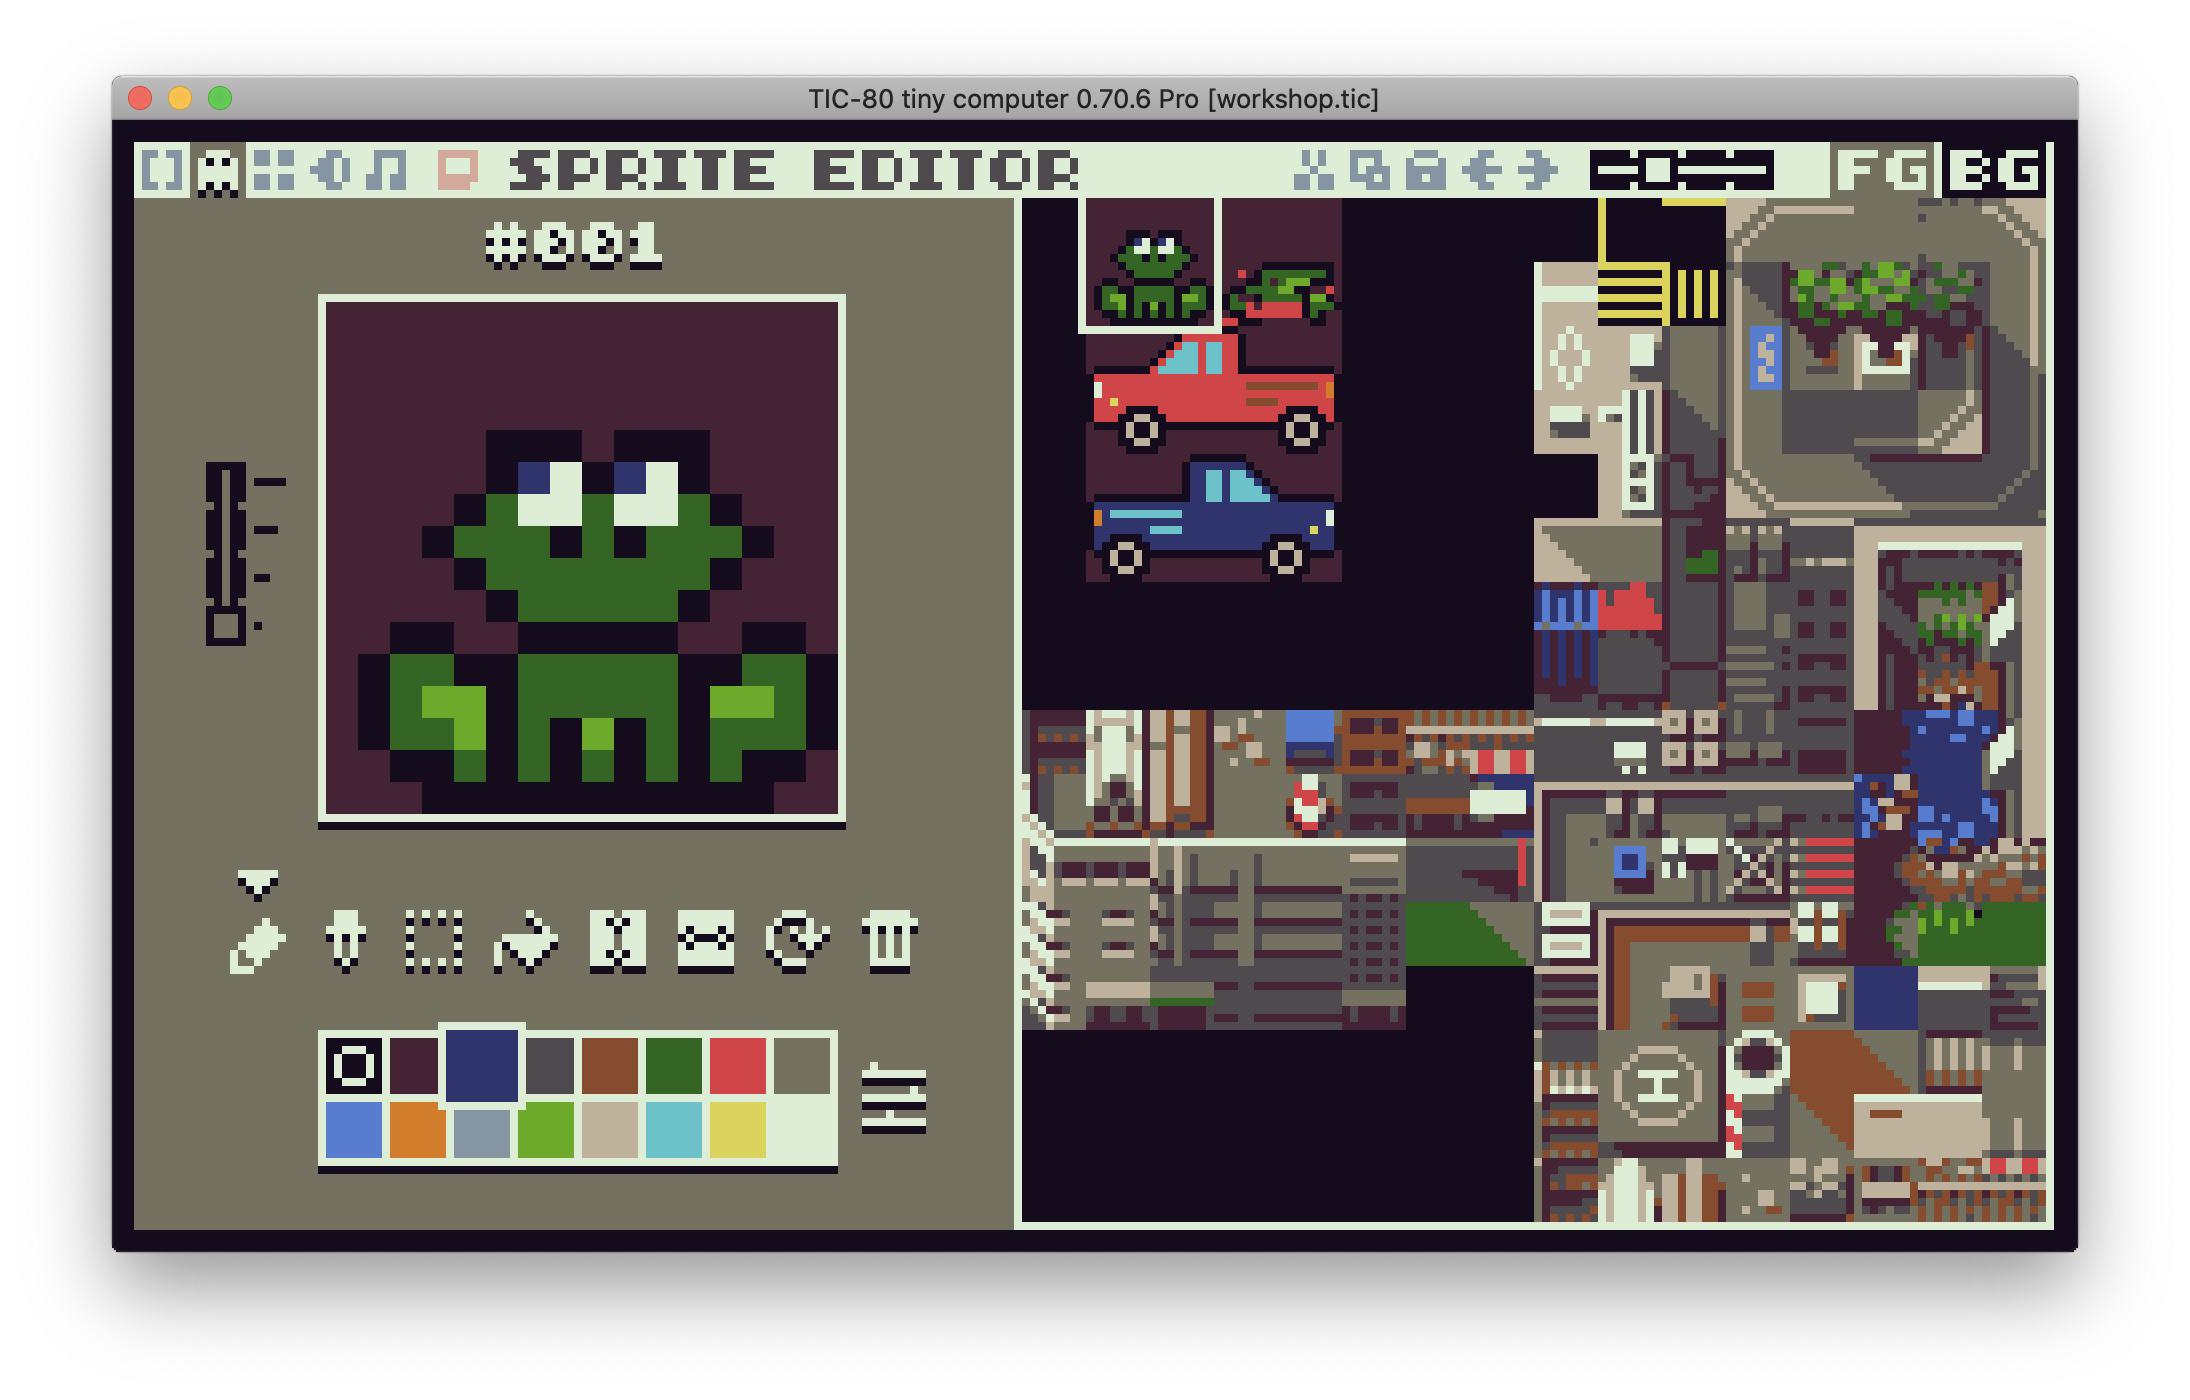 TIC-80 tiny computer 0.70.6 Pro [workshop.tic]
SPRITE EDITOR
FG BG
#001
H